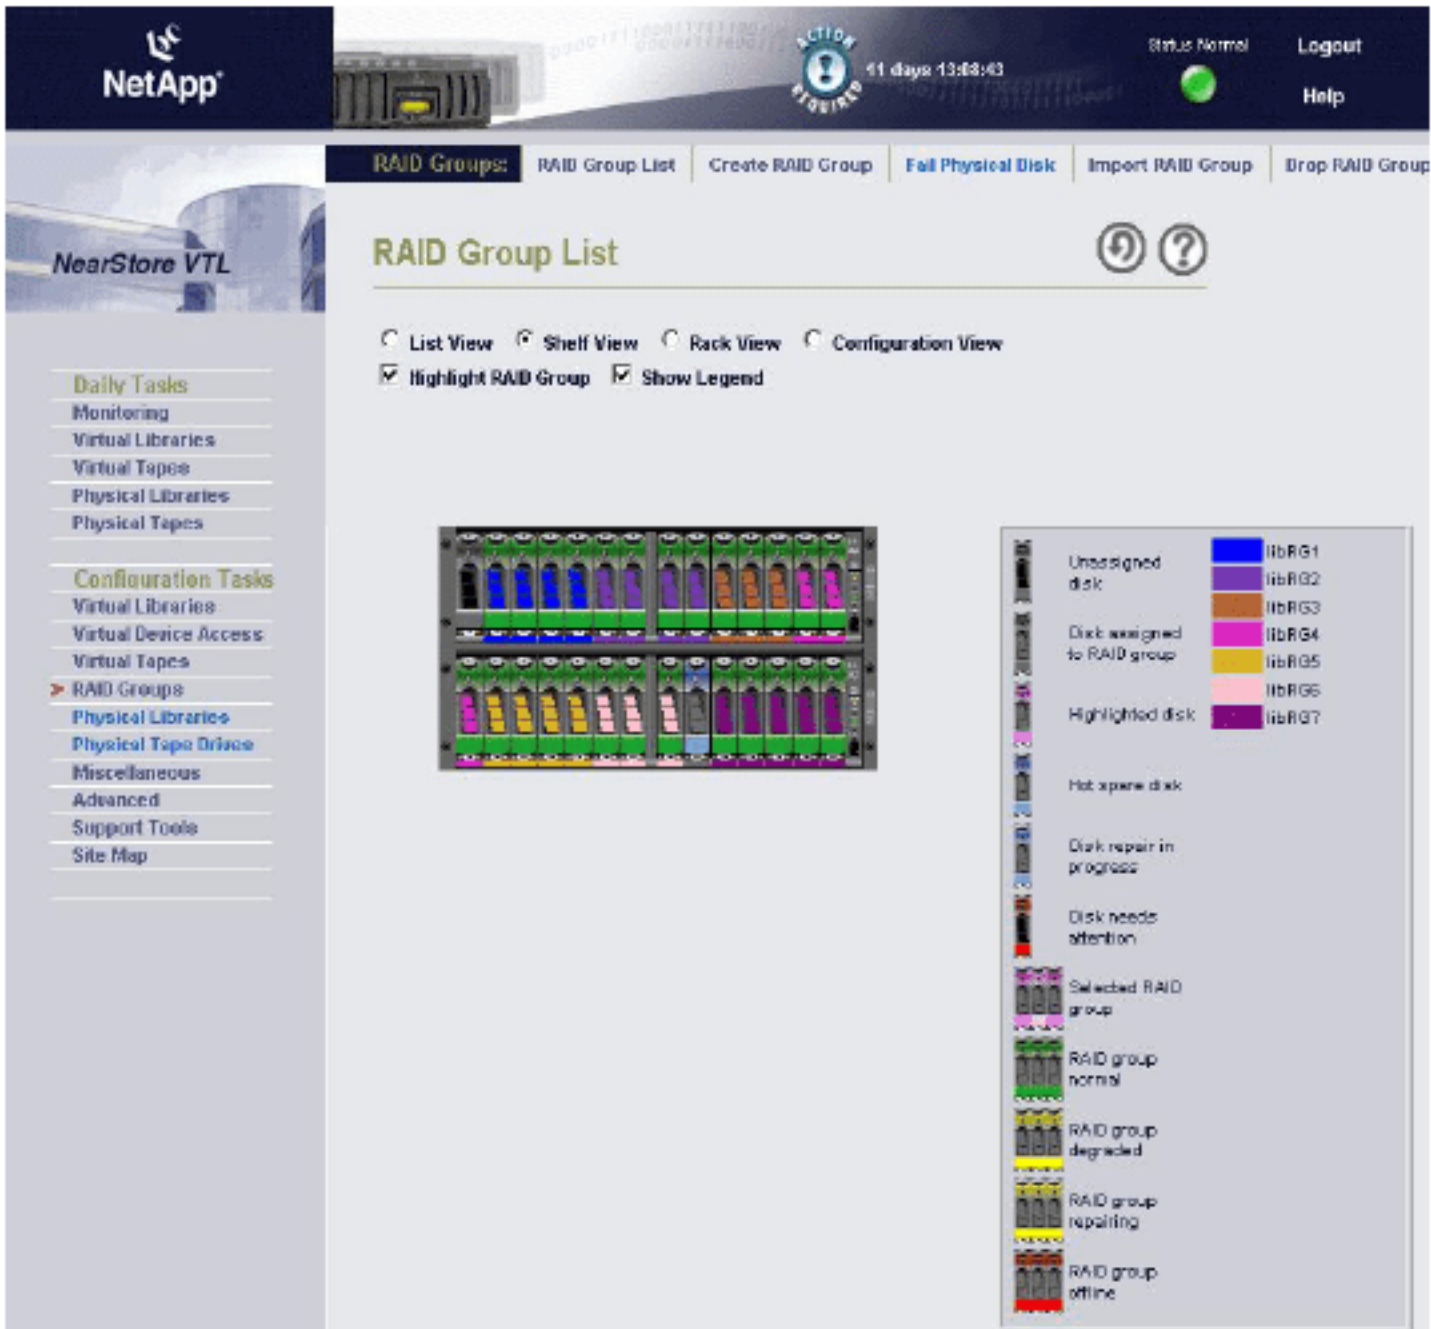 NetApp
ACTION REQUIRED
11 days 13:08:43
Status Normal
Logout
Help
RAID Groups:
RAID Group List
Create RAID Group
Fail Physical Disk
Import RAID Group
Drop RAID Group
NearStore VTL
RAID Group List
List View
Shelf View
Rack View
Configuration View
Highlight RAID Group
Show Legend
Daily Tasks
Monitoring
Virtual Libraries
Virtual Tapes
Physical Libraries
Physical Tapes
Configuration Tasks
Virtual Libraries
Virtual Device Access
Virtual Tapes
RAID Groups
Physical Libraries
Physical Tape Drives
Miscellaneous
Advanced
Support Tools
Site Map
Unassigned
disk
Disk assigned
to RAID group
Highlighted disk
Hot spare disk
Disk repair in
progress
Disk needs
attention
Selected RAID
group
RAID group
normal
RAID group
degraded
RAID group
repairing
RAID group
offline
libRG1
libRG2
libRG3
libRG4
libRG5
libRG6
libRG7